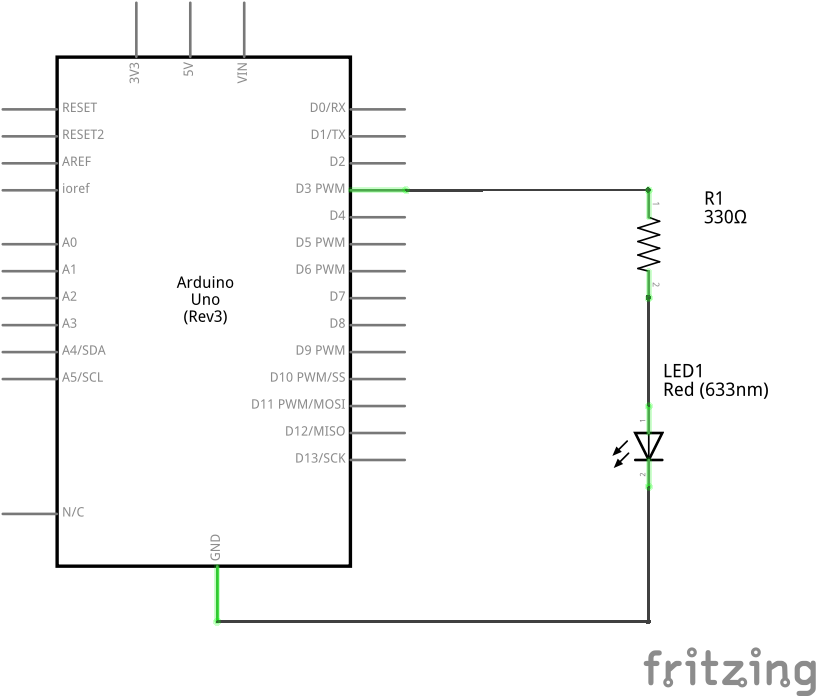 3V3
5V
VIN
RESET
RESET2
AREF
ioref
A0
A1
A2
A3
A4/SDA
A5/SCL
N/C
Arduino
Uno
(Rev3)
D0/RX
D1/TX
D2
D3 PWM
D4
D5 PWM
D6 PWM
D7
D8
D9 PWM
D10 PWM/SS
D11 PWM/MOSI
D12/MISO
D13/SCK
GND
1
R1
330Ω
2
LED1
Red (633nm)
1
2
fritzing